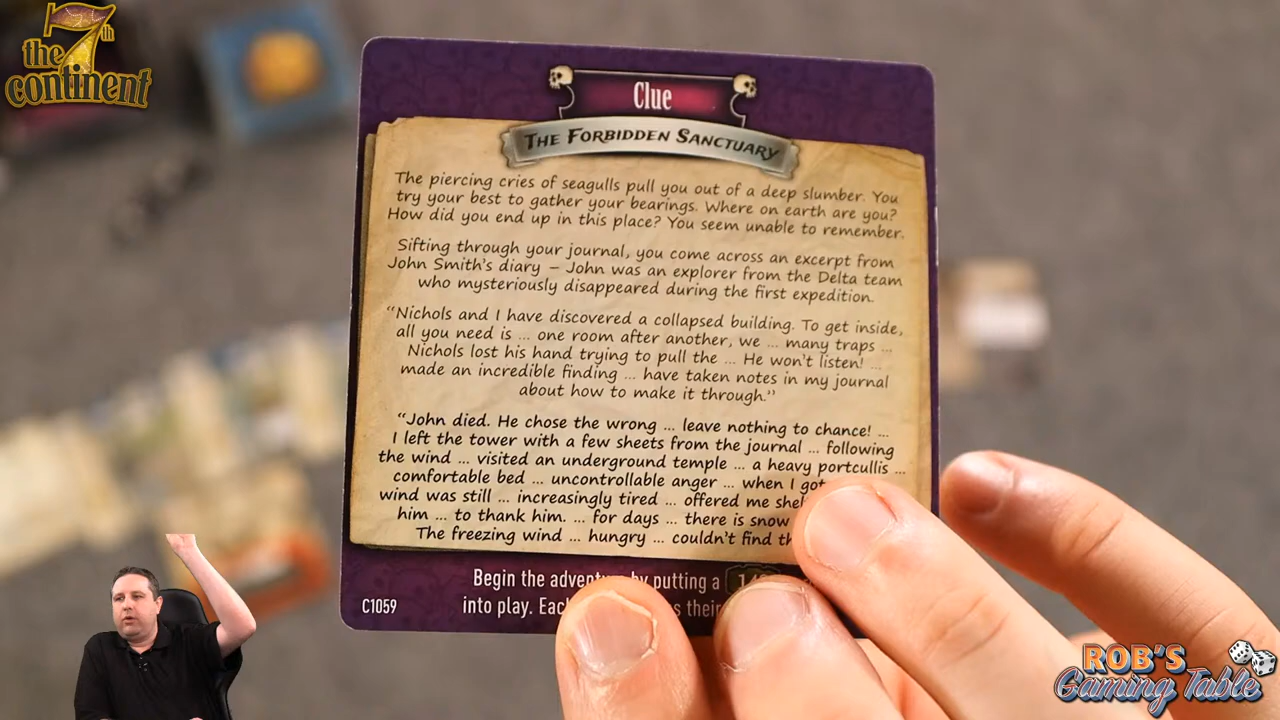 the 7th continent
Clue
THE FORBIDDEN SANCTUARY
The piercing cries of seagulls pull you out of a deep slumber. You
try your best to gather your bearings. Where on earth are you?
How did you end up in this place? You seem unable to remember.
Sifting through your journal, you come across an excerpt from
John Smith's diary – John was an explorer from the Delta team
who mysteriously disappeared during the first expedition.
“Nichols and I have discovered a collapsed building. To get inside,
all you need is ... one room after another, we ... many traps ...
Nichols lost his hand trying to pull the ... He won't listen! ...
made an incredible finding ... have taken notes in my journal
about how to make it through.”
“John died. He chose the wrong ... leave nothing to chance! ...
I left the tower with a few sheets from the journal ... following
the wind ... visited an underground temple ... a heavy portcullis ...
comfortable bed ... uncontrollable anger ... when I got
wind was still ... increasingly tired ... offered me
him ... to thank him. ... for days ... there is snow
The freezing wind ... hungry ... couldn't find
Begin the adventure by putting a
into play. Each
C1059
ROB'S
Gaming Table